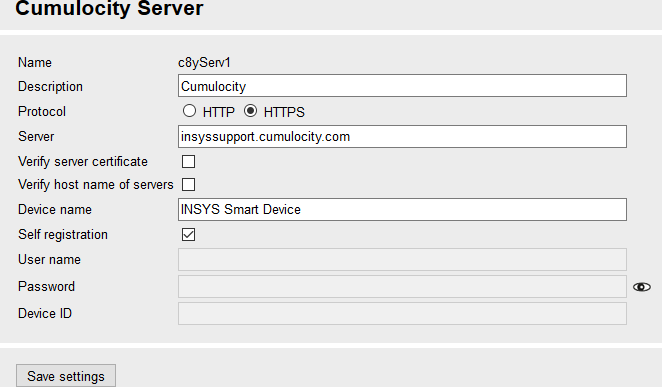 Cumulocity Server
Name c8yServ1
Description Cumulocity
Protocol HTTP HTTPS
Server insyssupport.cumulocity.com
Verify server certificate
Verify host name of servers
Device name INSYS Smart Device
Self registration
User name
Password
Device ID
Save settings